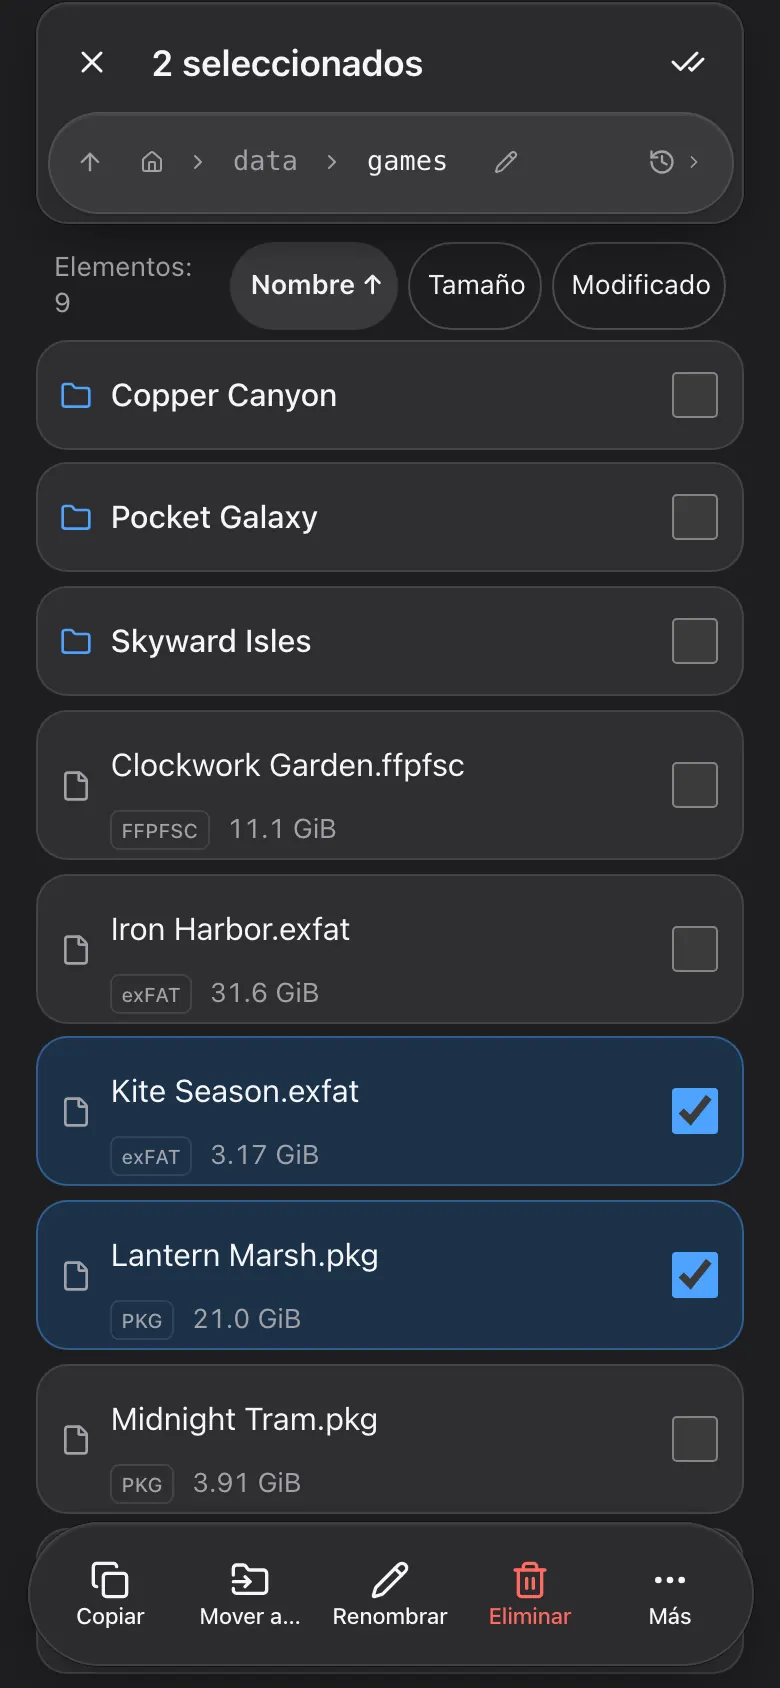 2 seleccionados
data > games
Elementos:
9
Nombre ↑
Tamaño
Modificado
Copper Canyon
Pocket Galaxy
Skyward Isles
Clockwork Garden.ffpfsc
FFPFSC 11.1 GiB
Iron Harbor.exfat
exFAT 31.6 GiB
Kite Season.exfat
exFAT 3.17 GiB
Lantern Marsh.pkg
PKG 21.0 GiB
Midnight Tram.pkg
PKG 3.91 GiB
Copiar
Mover a...
Renombrar
Eliminar
Más